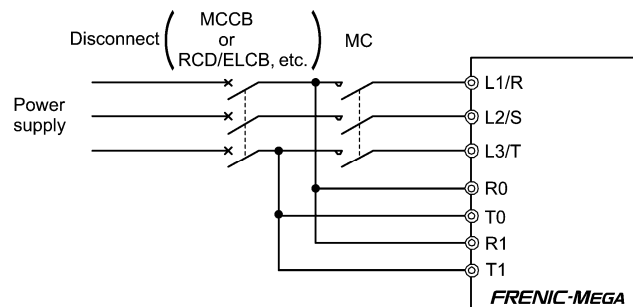 Disconnect ( MCCB
or
RCD/ELCB, etc. ) MC
Power
supply
L1/R
L2/S
L3/T
R0
T0
R1
T1
FRENIC-MEGA